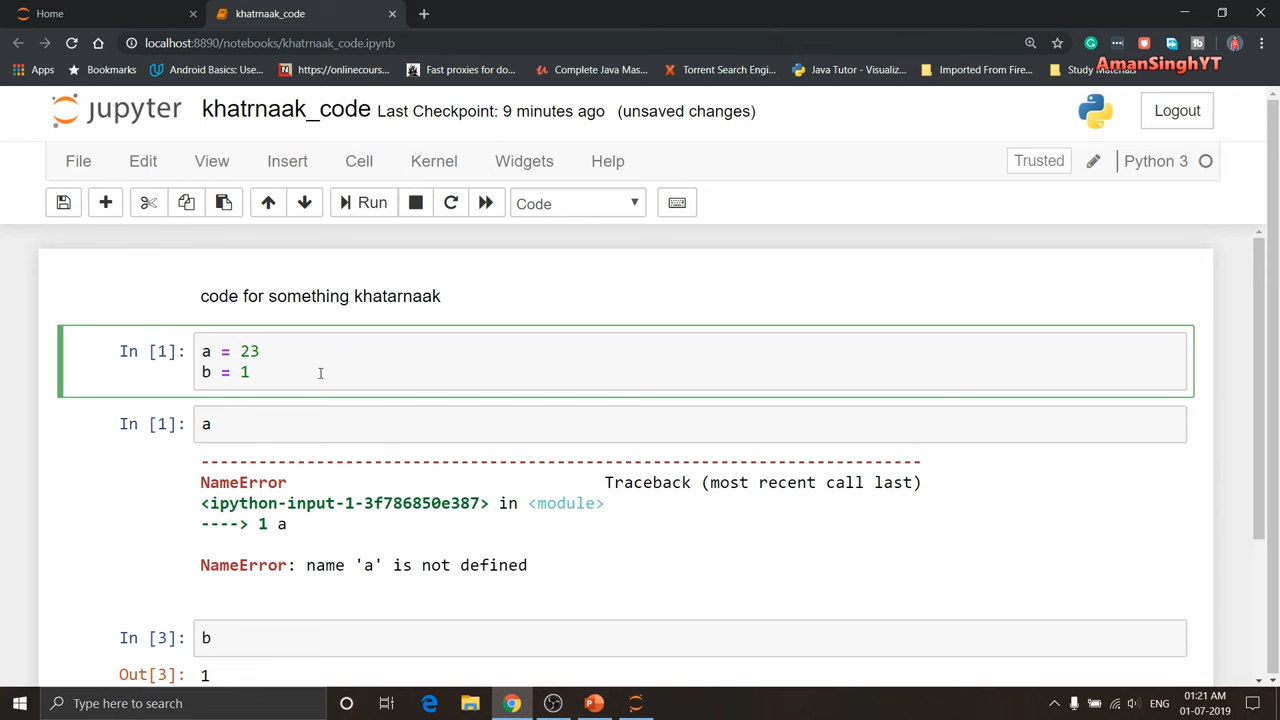 Home
khatrnaak_code
localhost:8890/notebooks/khatrnaak_code.ipynb
Apps
Bookmarks
Android Basics: Use...
https://onlinecours...
Fast proxies for do...
Complete Java Mas...
Torrent Search Eng...
Java Tutor - Visualiz...
Imported From Fire...
Study Materials
AmanSinghYT
jupyter khatrnaak_code Last Checkpoint: 9 minutes ago (unsaved changes)
Logout
File Edit View Insert Cell Kernel Widgets Help
Trusted
Python 3
Run
Code
code for something khatarnaak
In [1]: a = 23
b = 1
In [1]: a
---------------------------------------------------------------------------
NameError Traceback (most recent call last)
<ipython-input-1-3f786850e387> in <module>
----> 1 a
NameError: name 'a' is not defined
In [3]: b
Out[3]: 1
Type here to search
ENG
01:21 AM
01-07-2019